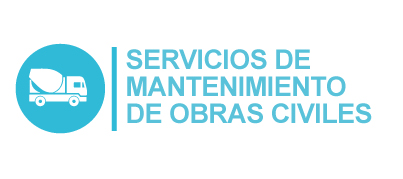 SERVICIOS DE
MANTENIMIENTO
DE OBRAS CIVILES